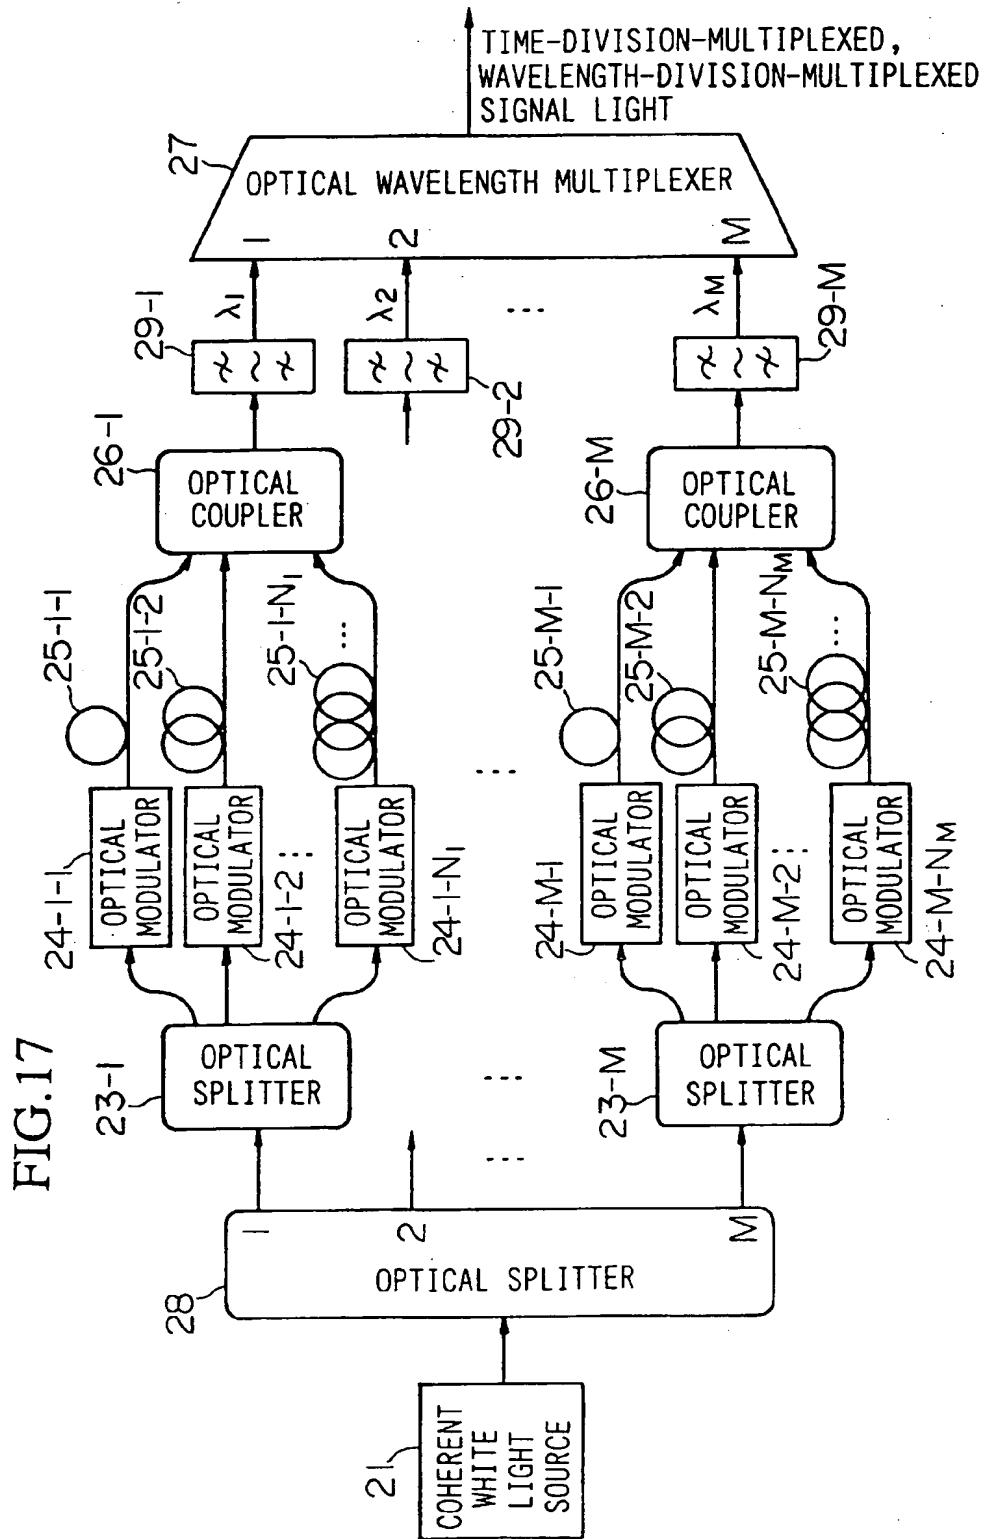 FIG.17
TIME-DIVISION-MULTIPLEXED,
WAVELENGTH-DIVISION-MULTIPLEXED
SIGNAL LIGHT
27
OPTICAL WAVELENGTH MULTIPLEXER
1
2
M
λ1
λ2
λM
...
29-1
29-2
29-M
26-1
OPTICAL
COUPLER
26-M
OPTICAL
COUPLER
25-1-1
25-1-2
25-1-N1
...
25-M-1
25-M-2
25-M-NM
...
....
24-1-1
OPTICAL
MODULATOR
OPTICAL
MODULATOR
24-1-2
...
OPTICAL
MODULATOR
24-1-N1
24-M-1
OPTICAL
MODULATOR
OPTICAL
MODULATOR
24-M-2
...
OPTICAL
MODULATOR
24-M-NM
23-1
OPTICAL
SPLITTER
...
23-M
OPTICAL
SPLITTER
...
28
1
2
M
OPTICAL SPLITTER
21
COHERENT
WHITE
LIGHT
SOURCE